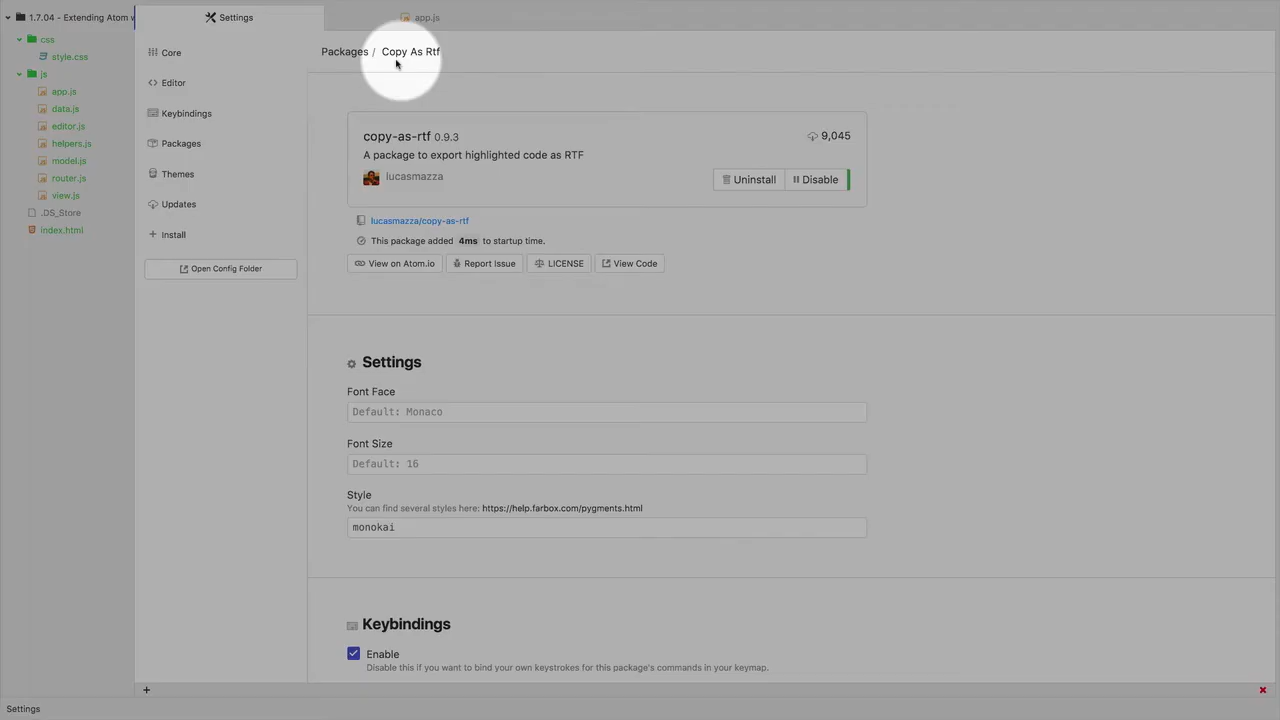 1.7.04 - Extending Atom w
css
style.css
js
app.js
data.js
editor.js
helpers.js
model.js
router.js
view.js
.DS_Store
index.html
Settings
app.js
Core
Editor
Keybindings
Packages
Themes
Updates
Install
Open Config Folder
Packages / Copy As Rtf
copy-as-rtf 0.9.3
9,045
A package to export highlighted code as RTF
lucasmazza
Uninstall
Disable
lucasmazza/copy-as-rtf
This package added 4ms to startup time.
View on Atom.io
Report Issue
LICENSE
View Code
Settings
Font Face
Default: Monaco
Font Size
Default: 16
Style
You can find several styles here: https://help.farbox.com/pygments.html
monokai
Keybindings
Enable
Disable this if you want to bind your own keystrokes for this package's commands in your keymap.
Settings